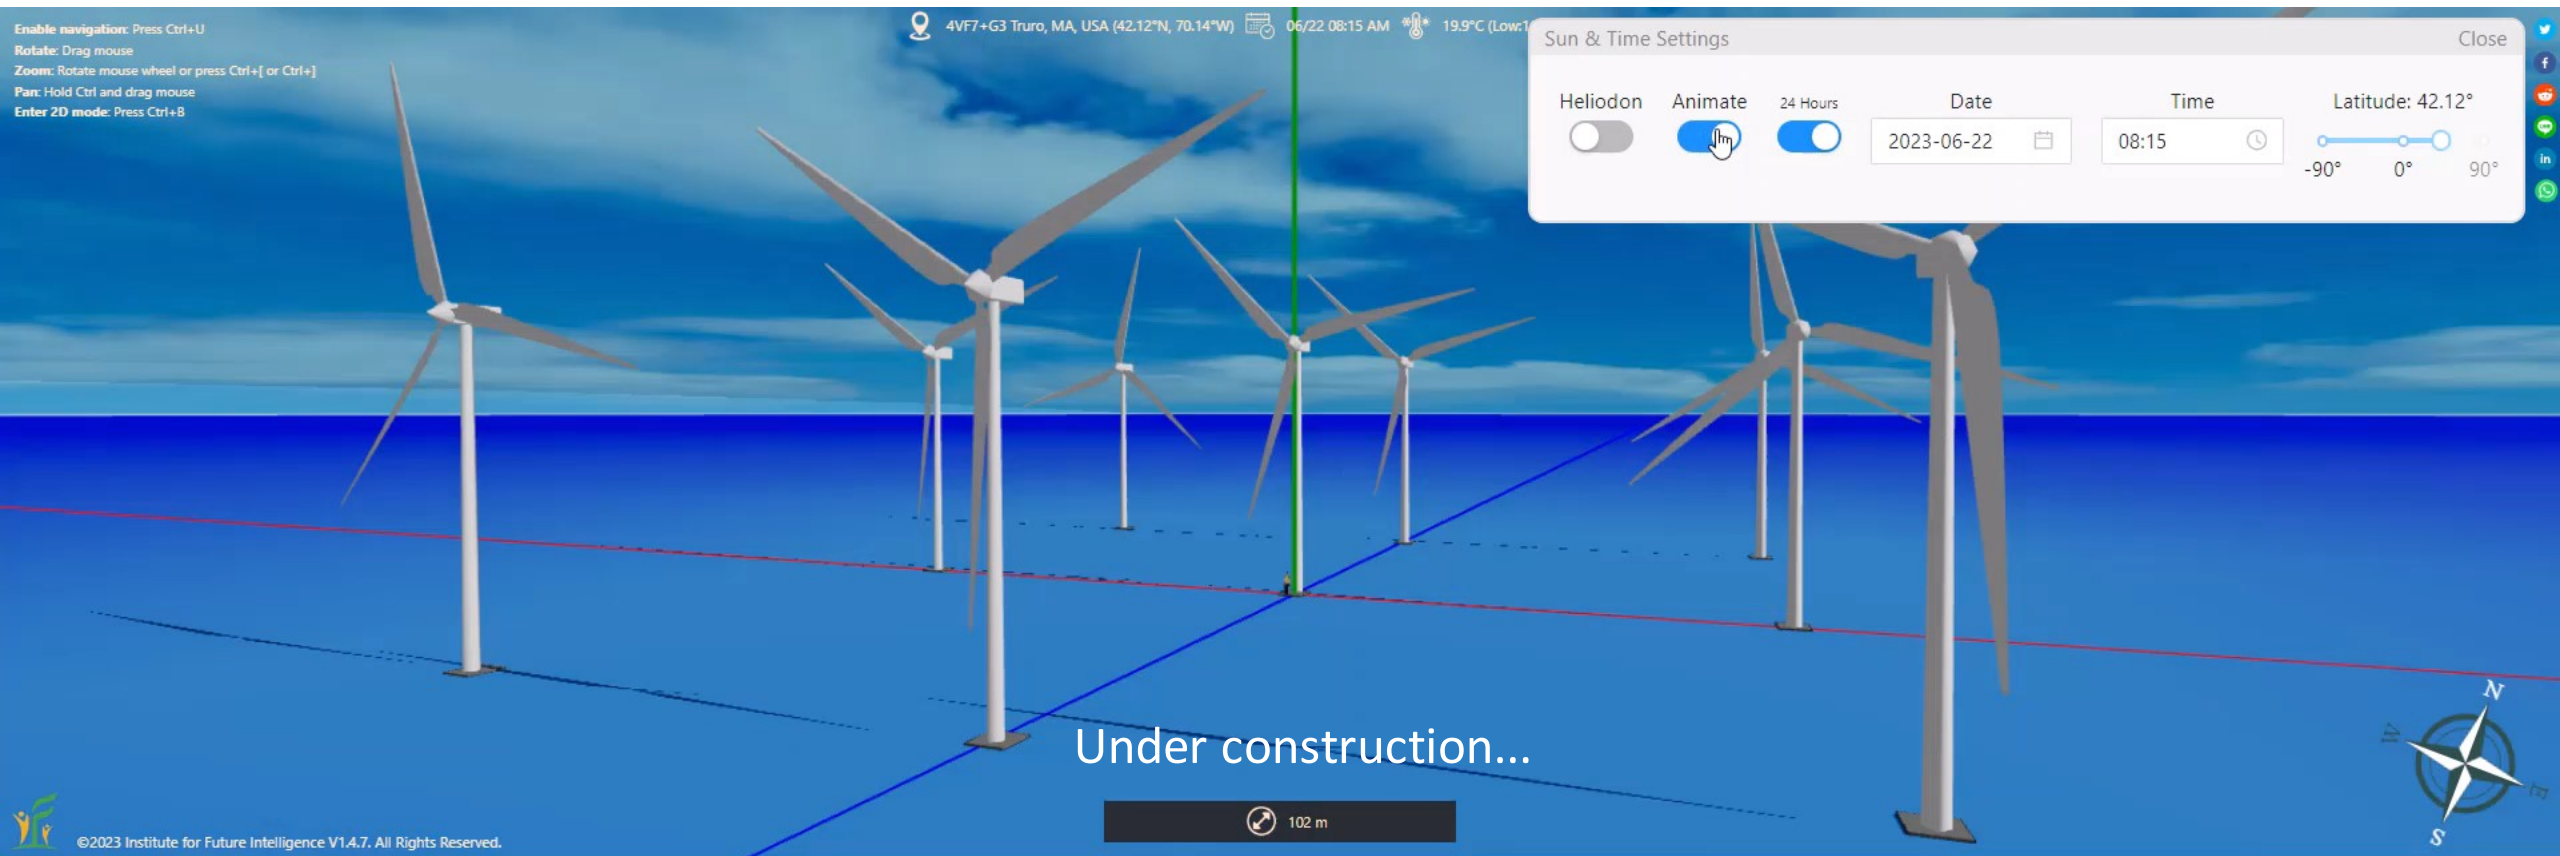 Enable navigation: Press Ctrl+U
Rotate: Drag mouse
Zoom: Rotate mouse wheel or press Ctrl+[ or Ctrl+]
Pan: Hold Ctrl and drag mouse
Enter 2D mode: Press Ctrl+B
4VF7+G3 Truro, MA, USA (42.12°N, 70.14°W) 06/22 08:15 AM 19.9°C (Low:1
Sun & Time Settings Close
Heliodon Animate 24 Hours Date Time Latitude: 42.12°
2023-06-22 08:15
-90° 0° 90°
Under construction...
102 m
N
W
E
S
©2023 Institute for Future Intelligence V1.4.7. All Rights Reserved.